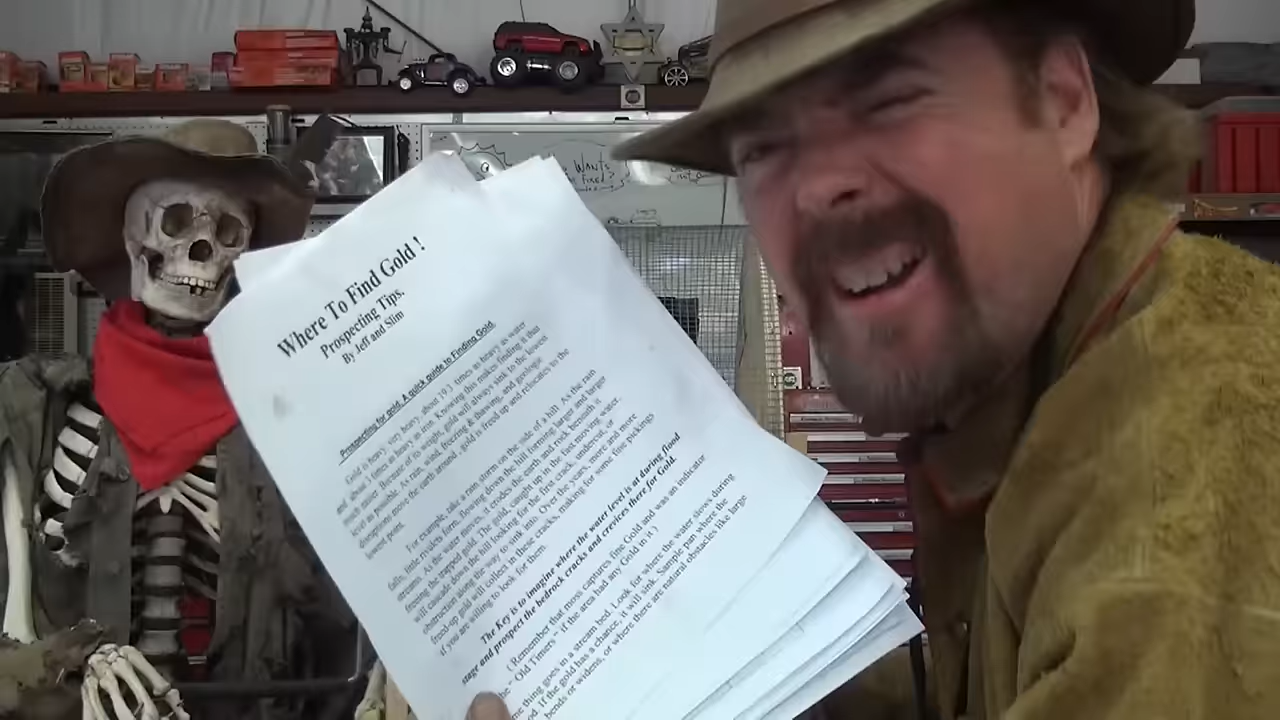 WANTS
Where To Find Gold !
Prospecting Tips.
By Jeff and Slim
Prospecting for gold. A quick guide to Finding Gold.
Gold is heavy, very heavy, about 19.3 times as heavy as water
and about 3 times as heavy as iron. Knowing this makes finding it that
much easier. Because of its weight, gold will always sink to the lowest
level as possible. As rain, wind, freezing & thawing, and geologic
disruptions move the earth around, gold is freed up and relocates to the
lowest point.
For example, take a rain storm on the side of a hill. As the rain
falls, little rivulets form, flowing down the hill forming larger and larger
streams. As the water moves, it erodes the earth and rock beneath it
freeing the trapped gold. The gold, caught up in the fast moving water,
will cascade down the hill looking for the first crack, undercut, or
obstruction along the way to sink into. Over the years, more and more
freed-up gold will collect in these cracks, making for some fine pickings
if you are willing to look for them.
The Key is to imagine where the water level is at during flood
stage and prospect the bedrock cracks and crevices there for Gold.
( Remember that moss captures fine Gold and was an indicator
the " Old Timers " if the area had any Gold in it )
me thing goes in a stream bed. Look for where the water slows during
od. If the gold has a chance, it will sink. Sample pan where the
bends or widens, or where there are natural obstacles like large